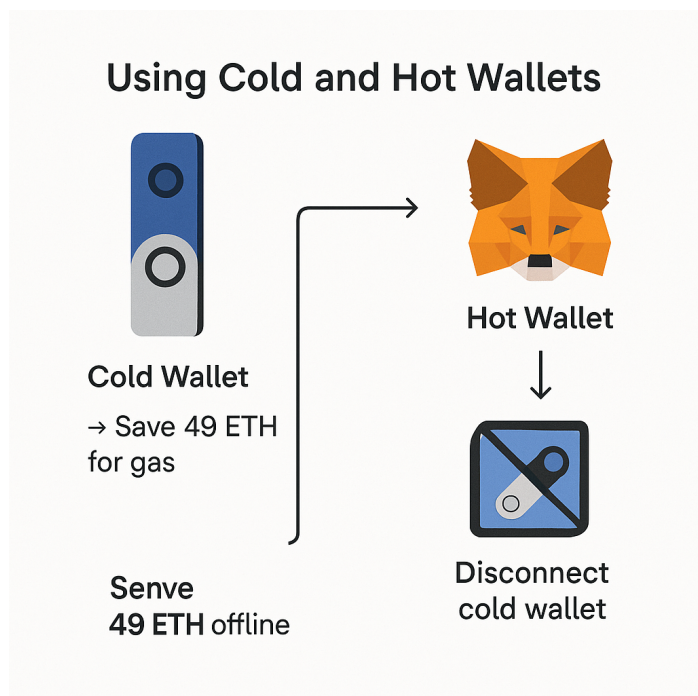 Using Cold and Hot Wallets
Cold Wallet
→ Save 49 ETH
for gas
Senve
49 ETH offline
Hot Wallet
Disconnect
cold wallet